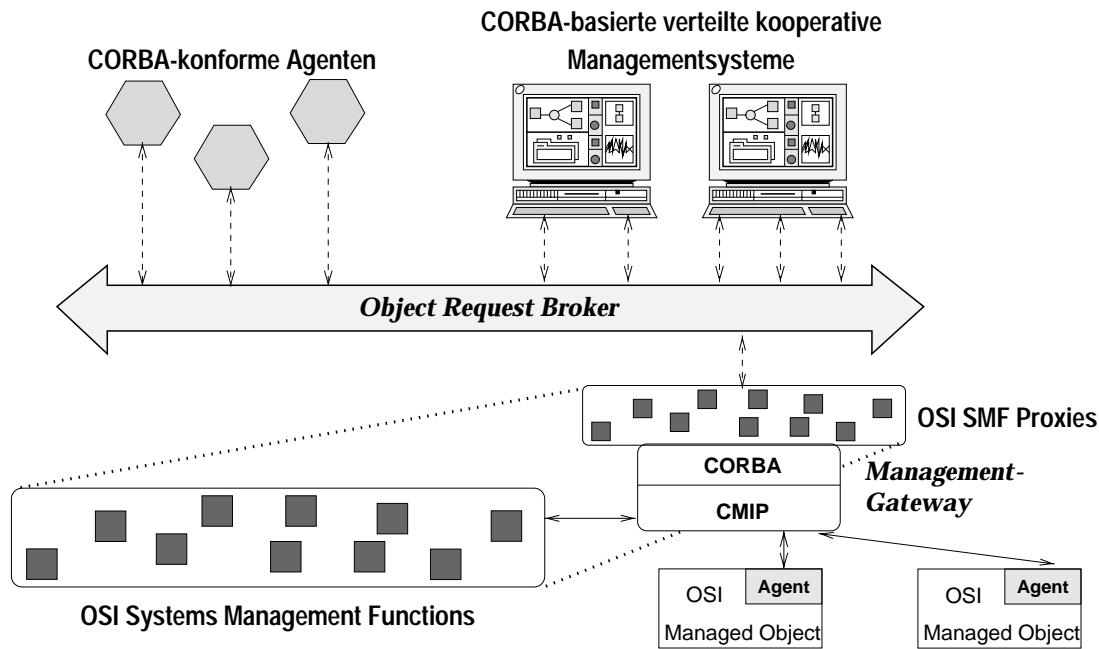 CORBA-basierte verteilte kooperative
Managementsysteme
CORBA-konforme Agenten
Object Request Broker
OSI SMF Proxies
CORBA
Management-
Gateway
CMIP
OSI Systems Management Functions
OSI
Agent
Managed Object
OSI
Agent
Managed Object